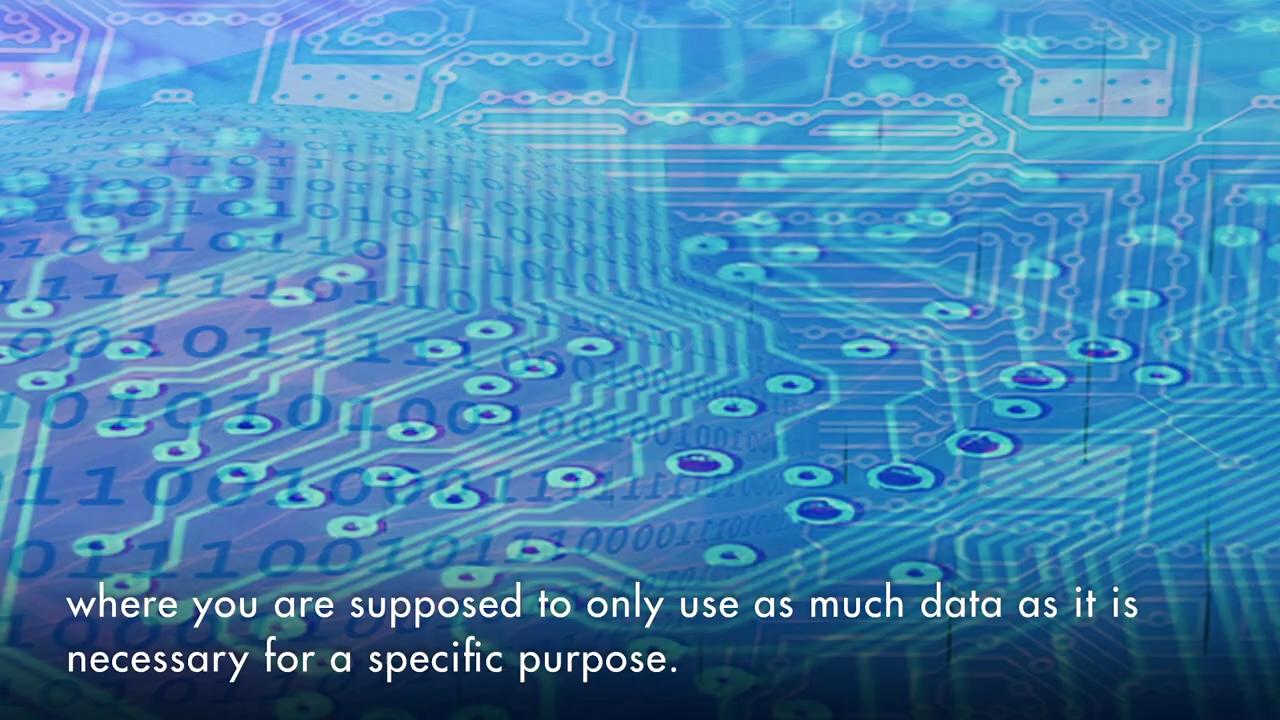 where you are supposed to only use as much data as it is
necessary for a specific purpose.